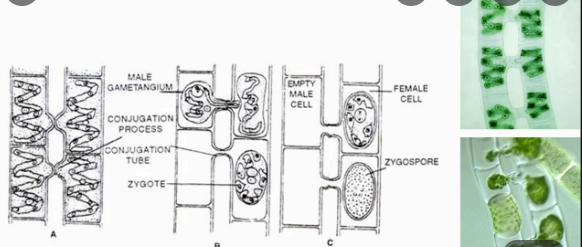 MALE
GAMETANGIUM
CONJUGATION
PROCESS
CONJUGATION
TUBE
ZYGOTE
EMPTY
MALE
CELL
FEMALE
CELL
ZYGOSPORE
A
B
C